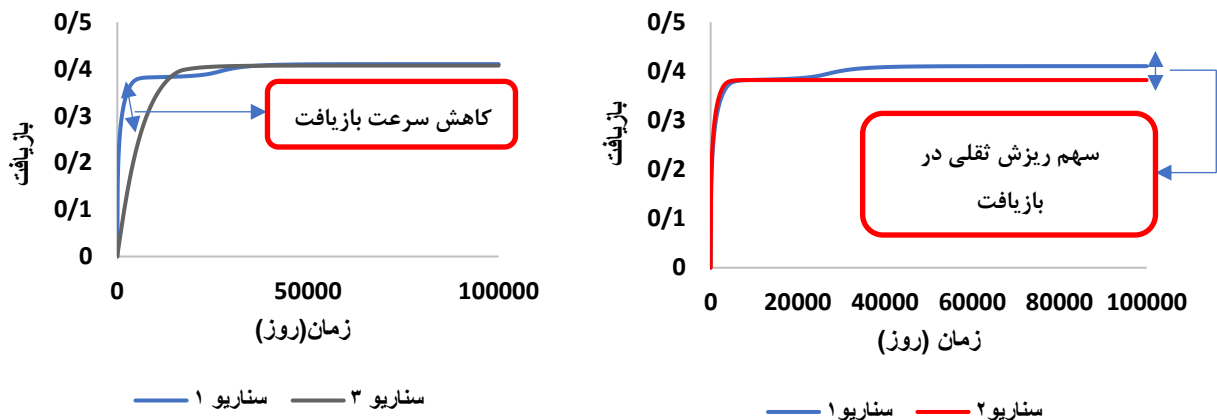 0/5
0/4
0/3
0/2
0/1
0
بازیافت
0
50000
100000
زمان(روز)
کاهش سرعت بازیافت
سناریو ۱
سناریو ۳
0/5
0/4
0/3
0/2
0/1
0
بازیافت
0
20000
40000
60000
80000
100000
زمان (روز)
سهم ریزش ثقلی در
بازیافت
سناریو۱
سناریو۲